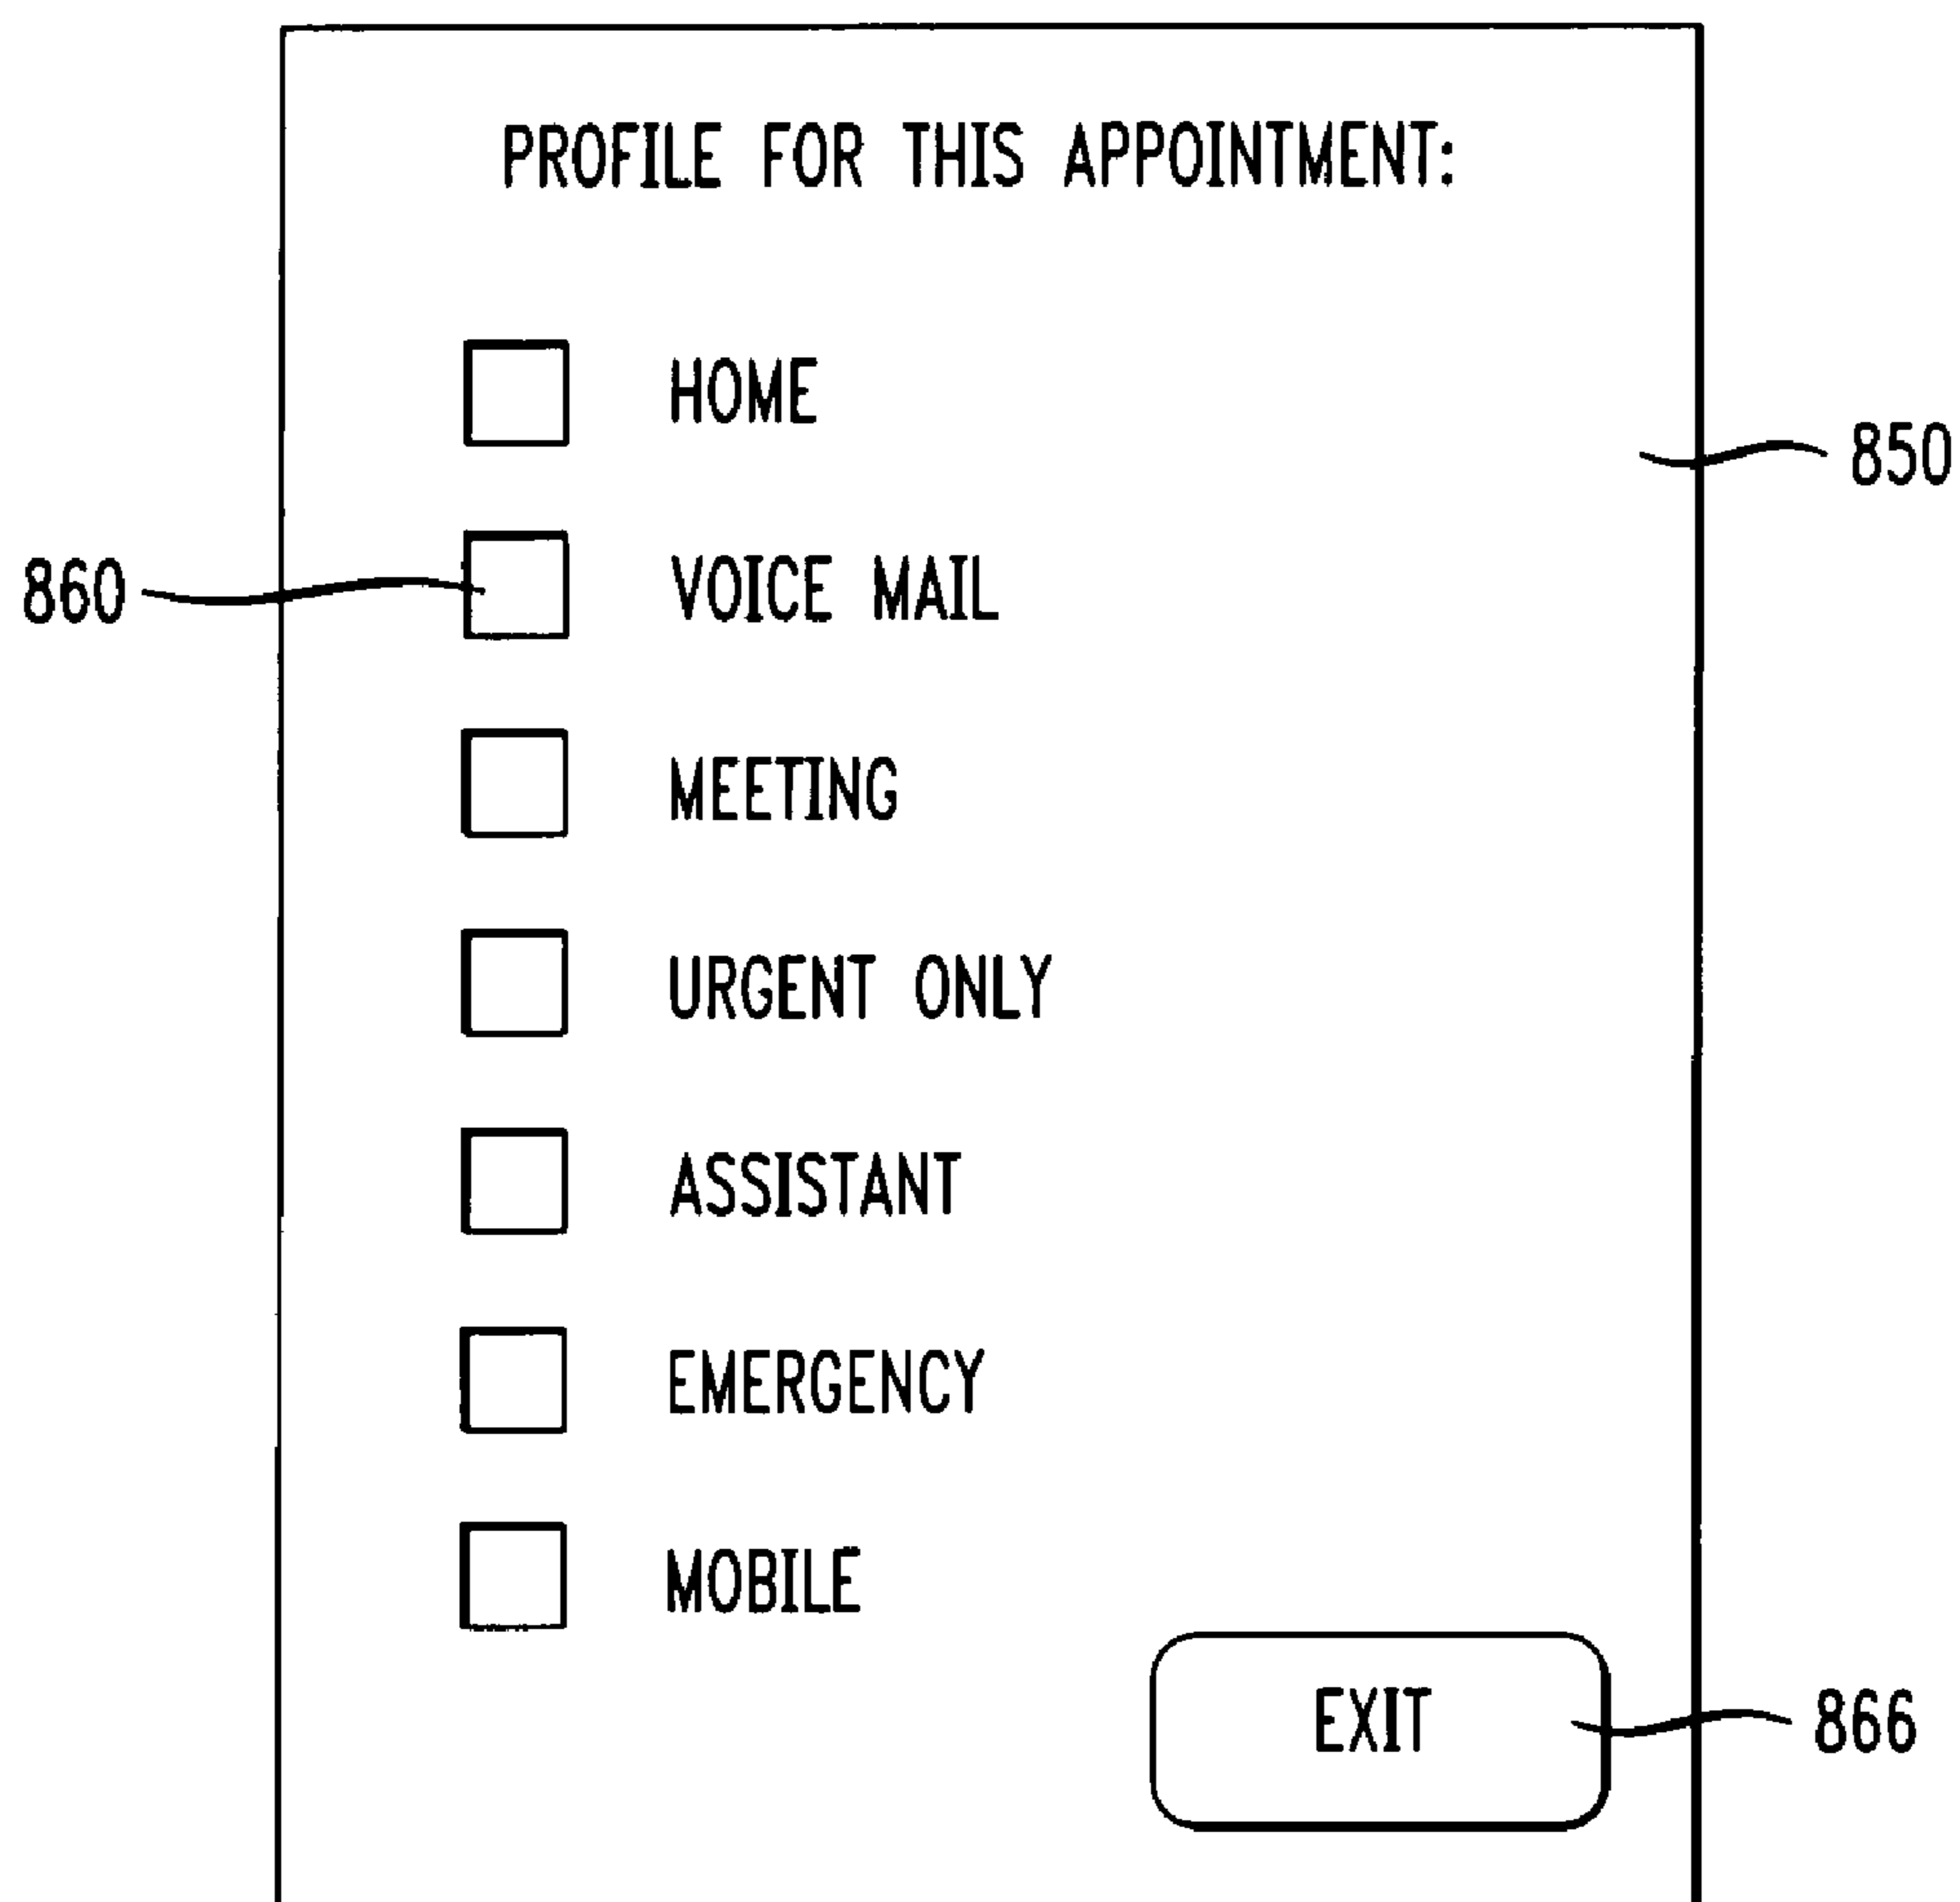 PROFILE FOR THIS APPOINTMENT:
HOME
850
860
VOICE MAIL
MEETING
URGENT ONLY
ASSISTANT
EMERGENCY
MOBILE
EXIT
866